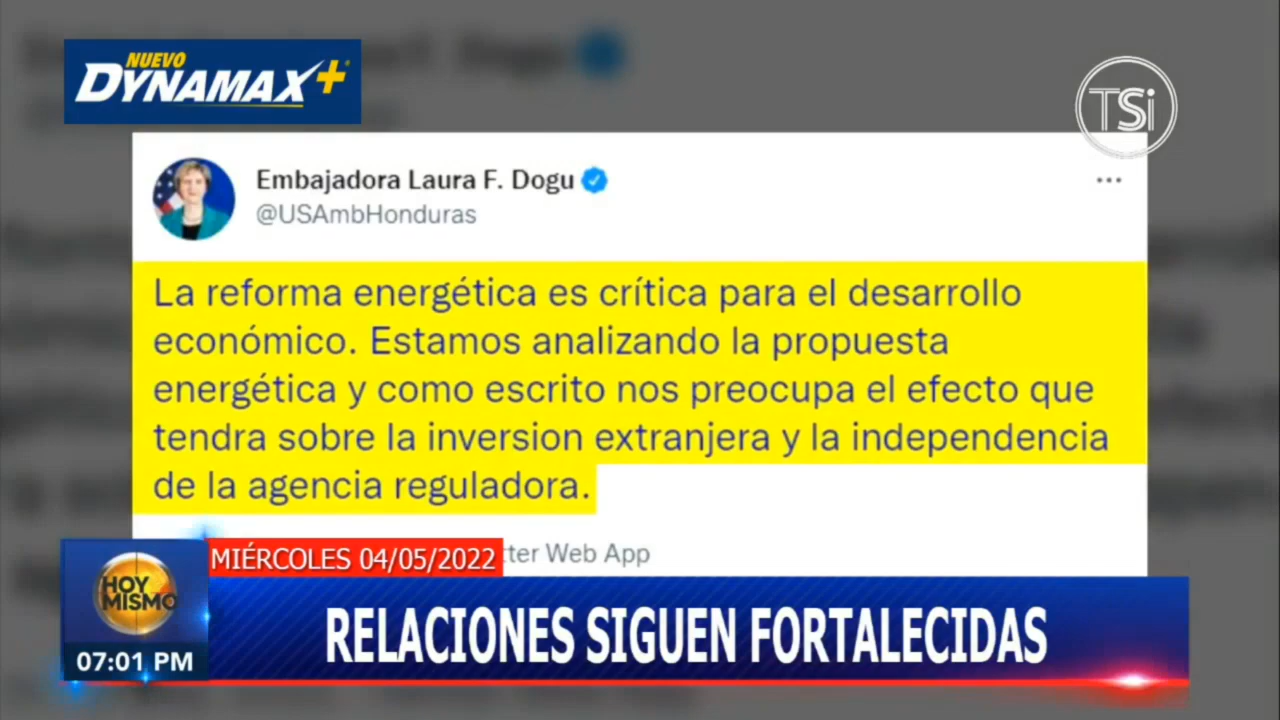 NUEVO
DYNAMAX+
TSi
Embajadora Laura F. Dogu
@USAmbHonduras
La reforma energética es crítica para el desarrollo
económico. Estamos analizando la propuesta
energética y como escrito nos preocupa el efecto que
tendra sobre la inversion extranjera y la independencia
de la agencia reguladora.
tter Web App
MIÉRCOLES 04/05/2022
HOY
MISMO
RELACIONES SIGUEN FORTALECIDAS
07:01 PM